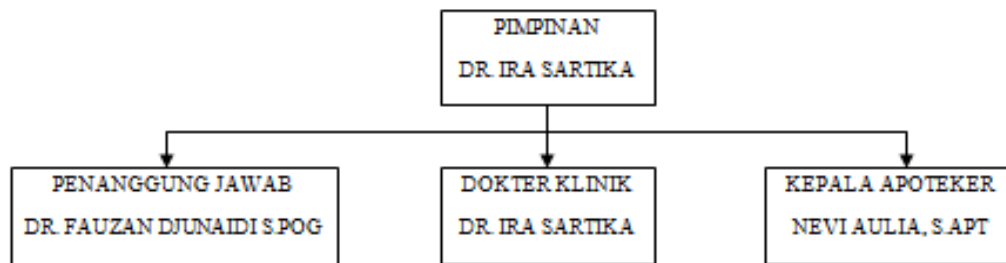 PIMPINAN
DR. IRA SARTIKA
PENANGGUNG JAWAB
DR. FAUZAN DJUNAIDI S.POG
DOKTER KLINIK
DR. IRA SARTIKA
KEPALA APOTEKER
NEVI AULIA, S.APT